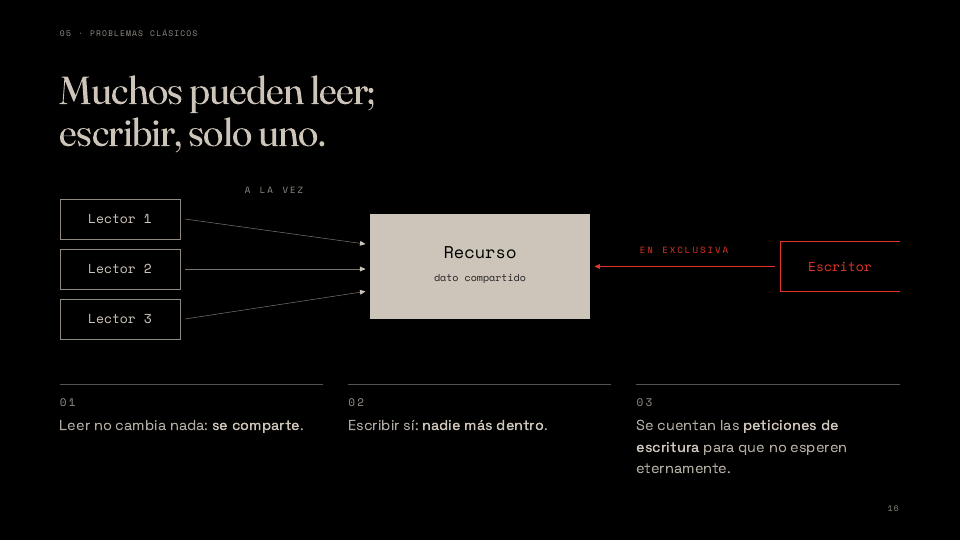 05 · PROBLEMAS CLÁSICOS
Muchos pueden leer;
escribir, solo uno.
A LA VEZ
Lector 1
Lector 2
Lector 3
Recurso
dato compartido
EN EXCLUSIVA
Escritor
01
Leer no cambia nada: se comparte.
02
Escribir sí: nadie más dentro.
03
Se cuentan las peticiones de
escritura para que no esperen
eternamente.
16